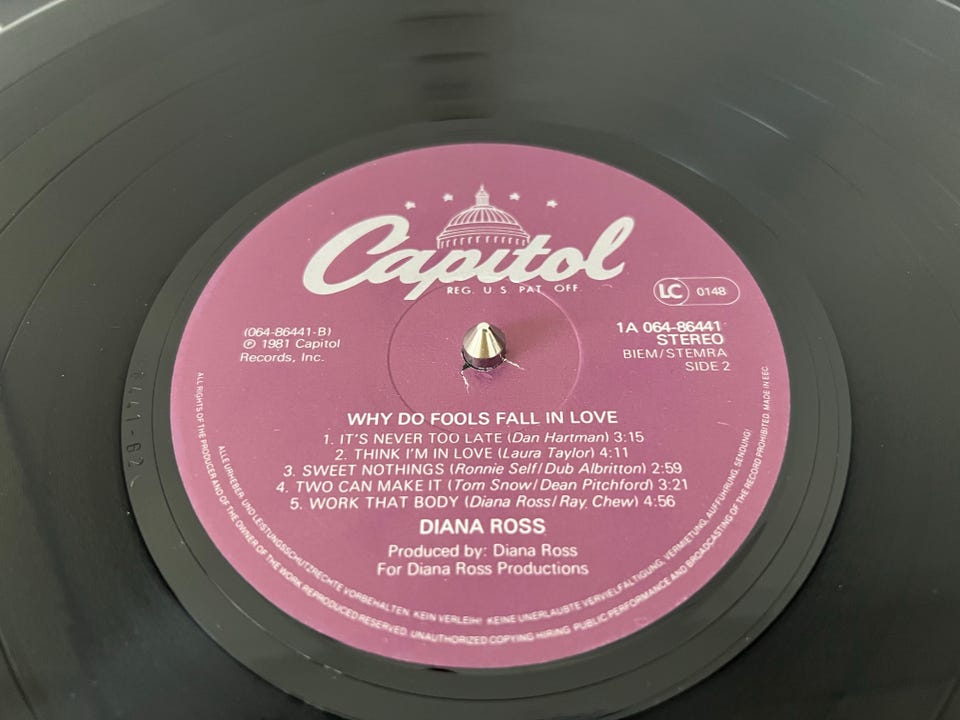 Capitol
REG. U.S. PAT. OFF
LC 0148
(064-86441-B)
℗ 1981 Capitol
Records, Inc.
1A 064-86441
STEREO
BIEM/STEMRA
SIDE 2
WHY DO FOOLS FALL IN LOVE
1. IT'S NEVER TOO LATE (Dan Hartman) 3:15
2. THINK I'M IN LOVE (Laura Taylor) 4:11
3. SWEET NOTHINGS (Ronnie Self/Dub Albritton) 2:59
4. TWO CAN MAKE IT (Tom Snow/Dean Pitchford) 3:21
5. WORK THAT BODY (Diana Ross/Ray Chew) 4:56
DIANA ROSS
Produced by: Diana Ross
For Diana Ross Productions
ALLE URHEBER- UND LEISTUNGSSCHUTZRECHTE VORBEHALTEN. KEIN VERLEIH! KEINE UNERLAUBTE VERVIELFÄLTIGUNG, VERMIETUNG, AUFFÜHRUNG, SENDUNG!
ALL RIGHTS OF THE PRODUCER AND OF THE OWNER OF THE WORK REPRODUCED RESERVED. UNAUTHORIZED COPYING HIRING PUBLIC PERFORMANCE AND BROADCASTING OF THE RECORD PROHIBITED. MADE IN EEC.